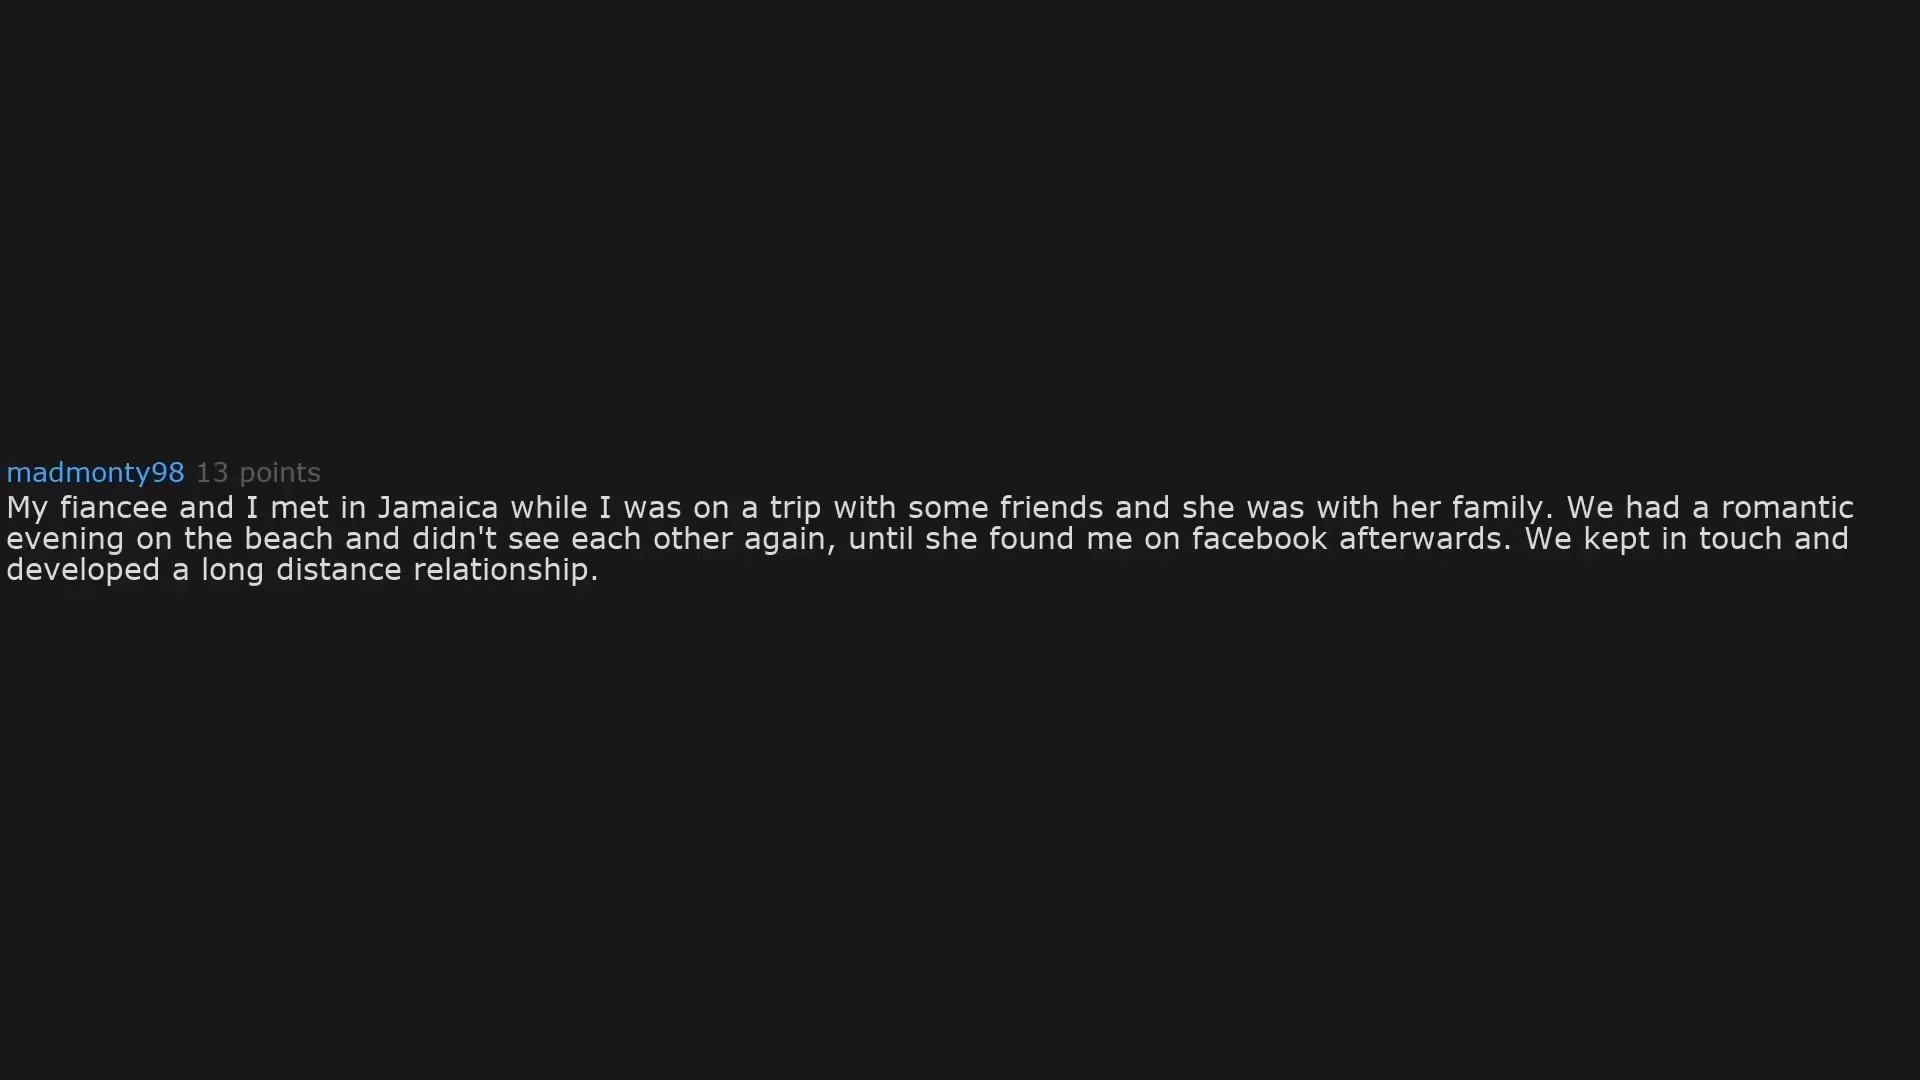 madmonty98 13 points
My fiancee and I met in Jamaica while I was on a trip with some friends and she was with her family. We had a romantic
evening on the beach and didn't see each other again, until she found me on facebook afterwards. We kept in touch and
developed a long distance relationship.